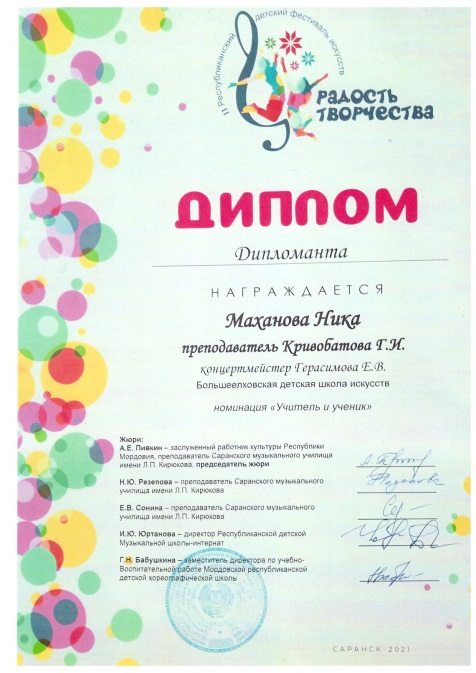 II Республиканский детский фестиваль искусств
РАДОСТЬ
ТВОРЧЕСТВА
ДИПЛОМ
Дипломанта
НАГРАЖДАЕТСЯ
Маханова Ника
преподаватель Кривобатова Г.И.
концертмейстер Герасимова Е.В.
Большеелховская детская школа искусств
номинация «Учитель и ученик»
Жюри:
А.Е. Пивкин – заслуженный работник культуры Республики
Мордовия, преподаватель Саранского музыкального училища
имени Л.П. Кирюкова, председатель жюри
Н.Ю. Резепова – преподаватель Саранского музыкального
училища имени Л.П. Кирюкова
Е.В. Сонина – преподаватель Саранского музыкального
училища имени Л.П. Кирюкова
И.Ю. Юртанова – директор Республиканской детской
Музыкальной школы-интернат
Г.Н. Бабушкина – заместитель директора по учебно-
Воспитательной работе Мордовской республиканской
детской хореографической школы
САРАНСК 2021